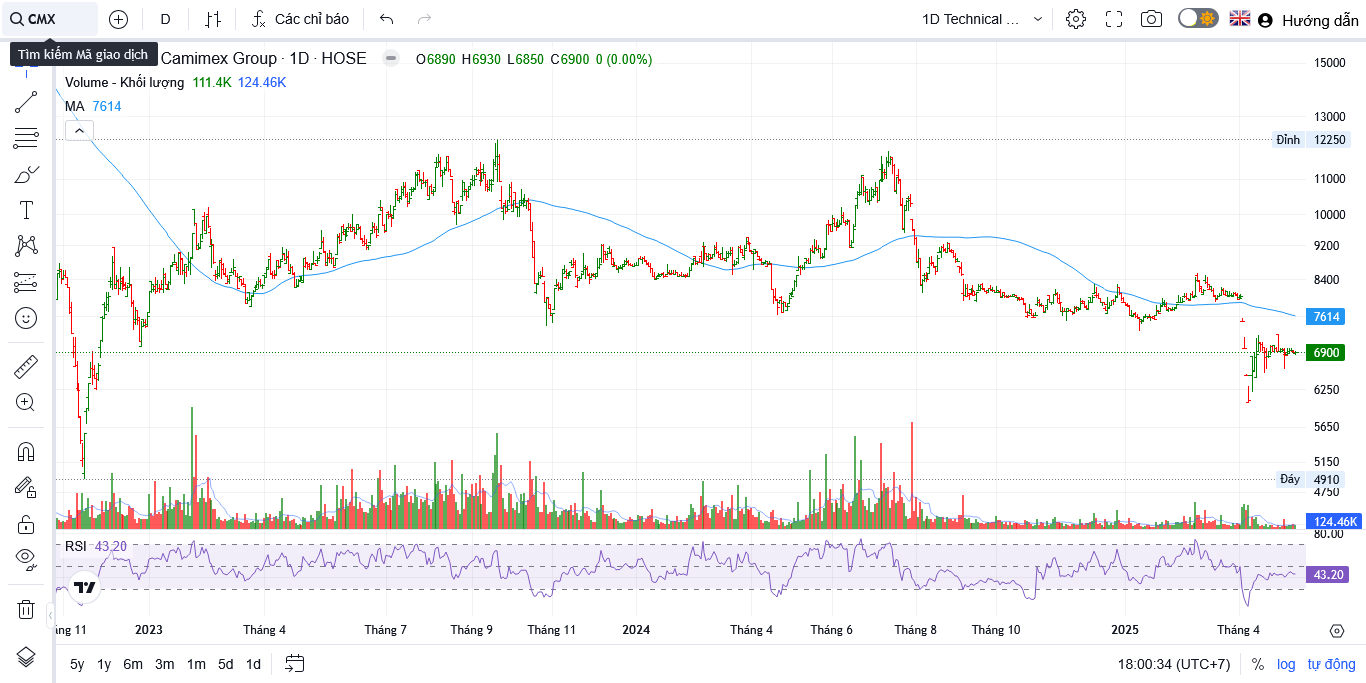 CMX
D
Các chỉ báo
1D Technical ...
Hướng dẫn
Tìm kiếm Mã giao dịch
Camimex Group · 1D · HOSE
O6890 H6930 L6850 C6900 0 (0.00%)
Volume - Khối lượng 111.4K 124.46K
MA 7614
15000
13000
Đỉnh 12250
11000
10000
9200
8400
7614
6900
6250
5650
5150
Đáy 4910
4750
124.46K
80.00
RSI 43.20
43.20
ng 11
2023
Tháng 4
Tháng 7
Tháng 9
Tháng 11
2024
Tháng 4
Tháng 6
Tháng 8
Tháng 10
2025
Tháng 4
5y 1y 6m 3m 1m 5d 1d
18:00:34 (UTC+7)
% log tự động